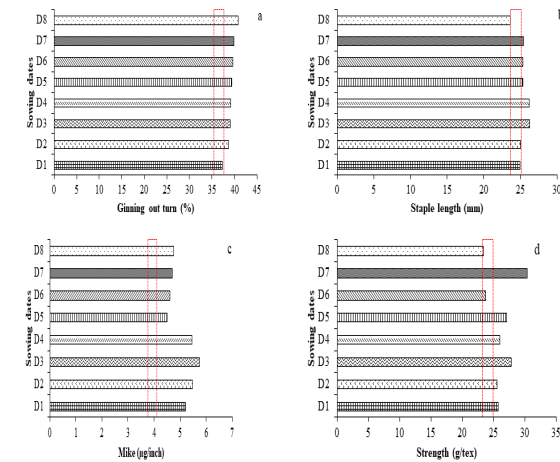 a
Sowing dates
D8
D7
D6
D5
D4
D3
D2
D1
0 5 10 15 20 25 30 35 40 45
Ginning out turn (%)
b
Sowing dates
D8
D7
D6
D5
D4
D3
D2
D1
0 5 10 15 20 25 30
Staple length (mm)
c
Sowing dates
D8
D7
D6
D5
D4
D3
D2
D1
0 1 2 3 4 5 6 7
Mike (µg/inch)
d
Sowing dates
D8
D7
D6
D5
D4
D3
D2
D1
0 5 10 15 20 25 30 35
Strength (g/tex)